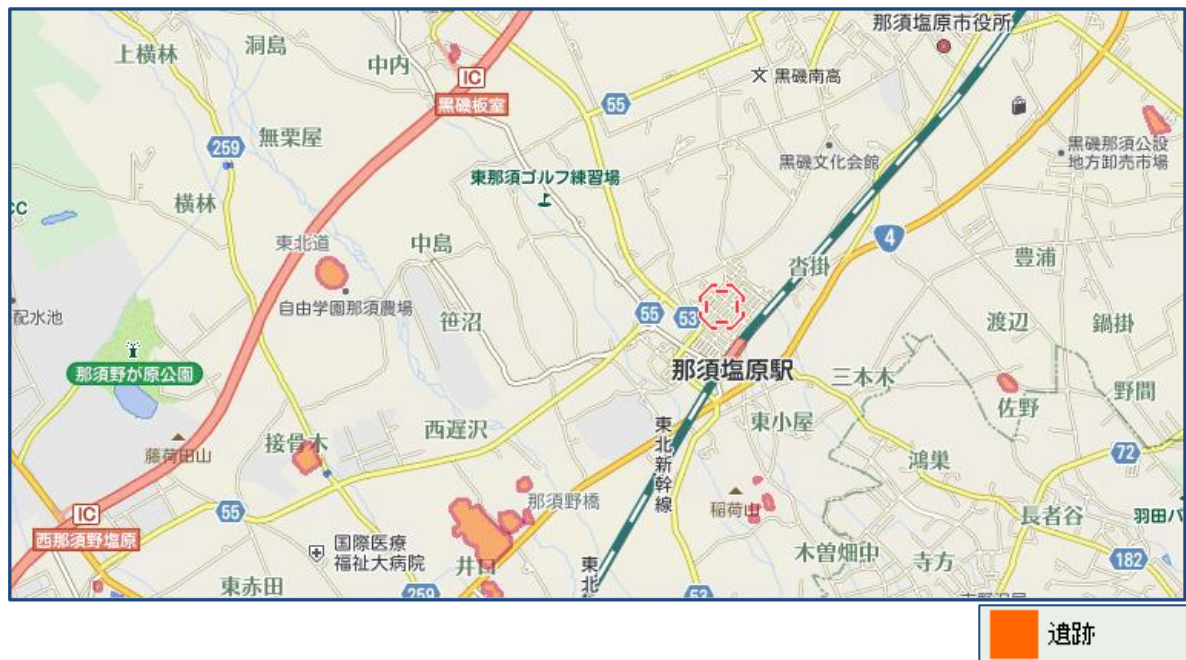 那須塩原市役所
上横林
洞島
中内
IC
黒磯板室
黒磯南高
55
259
無栗屋
黒磯文化会館
黒磯那須公設
地方卸売市場
東那須ゴルフ練習場
横林
CC
東北道
中島
4
沓掛
豊浦
自由学園那須農場
配水池
笹沼
55
53
渡辺
鍋掛
那須野が原公園
那須塩原駅
三本木
佐野
野間
西遅沢
東北新幹線
東小屋
接骨木
藤荷田山
鴻巣
72
那須野橋
稲荷山
IC
西那須野塩原
55
長者谷
羽田パ
国際医療
福祉大病院
井口
東北
木曽畑中
寺方
182
東赤田
259
53
遺跡